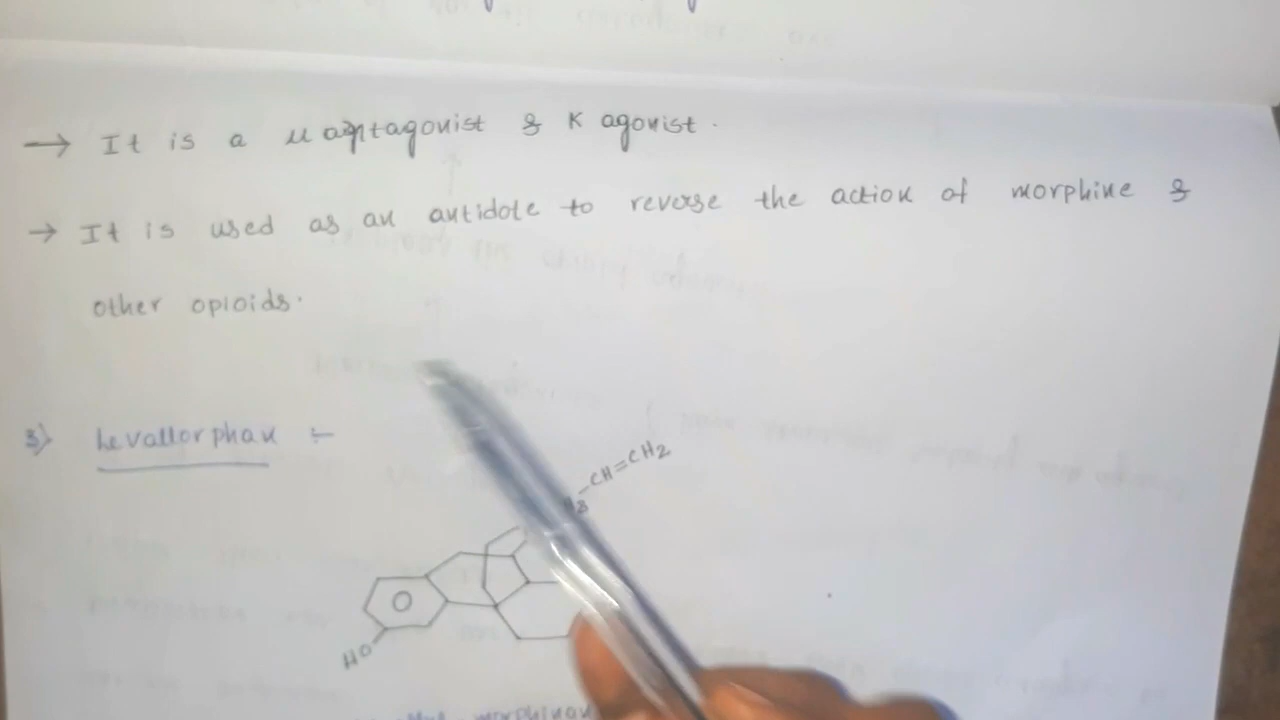 → It is a μ antagonist & K agonist.
→ It is used as an antidote to reverse the action of morphine &
other opioids.
3) Levallorphan :-
-CH=CH2
HO
morphinan